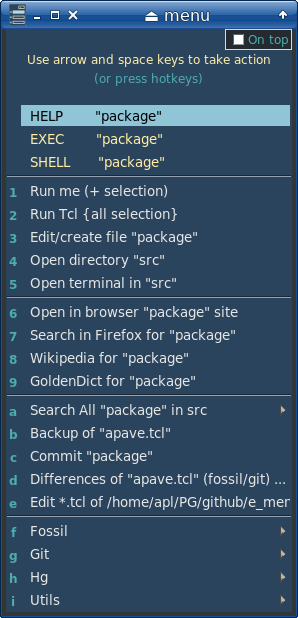 menu
On top
Use arrow and space keys to take action
(or press hotkeys)
HELP "package"
EXEC "package"
SHELL "package"
1 Run me (+ selection)
2 Run Tcl {all selection}
3 Edit/create file "package"
4 Open directory "src"
5 Open terminal in "src"
6 Open in browser "package" site
7 Search in Firefox for "package"
8 Wikipedia for "package"
9 GoldenDict for "package"
a Search All "package" in src
b Backup of "apave.tcl"
c Commit "package"
d Differences of "apave.tcl" (fossil/git) ...
e Edit *.tcl of /home/apl/PG/github/e_mer
f Fossil
g Git
h Hg
i Utils